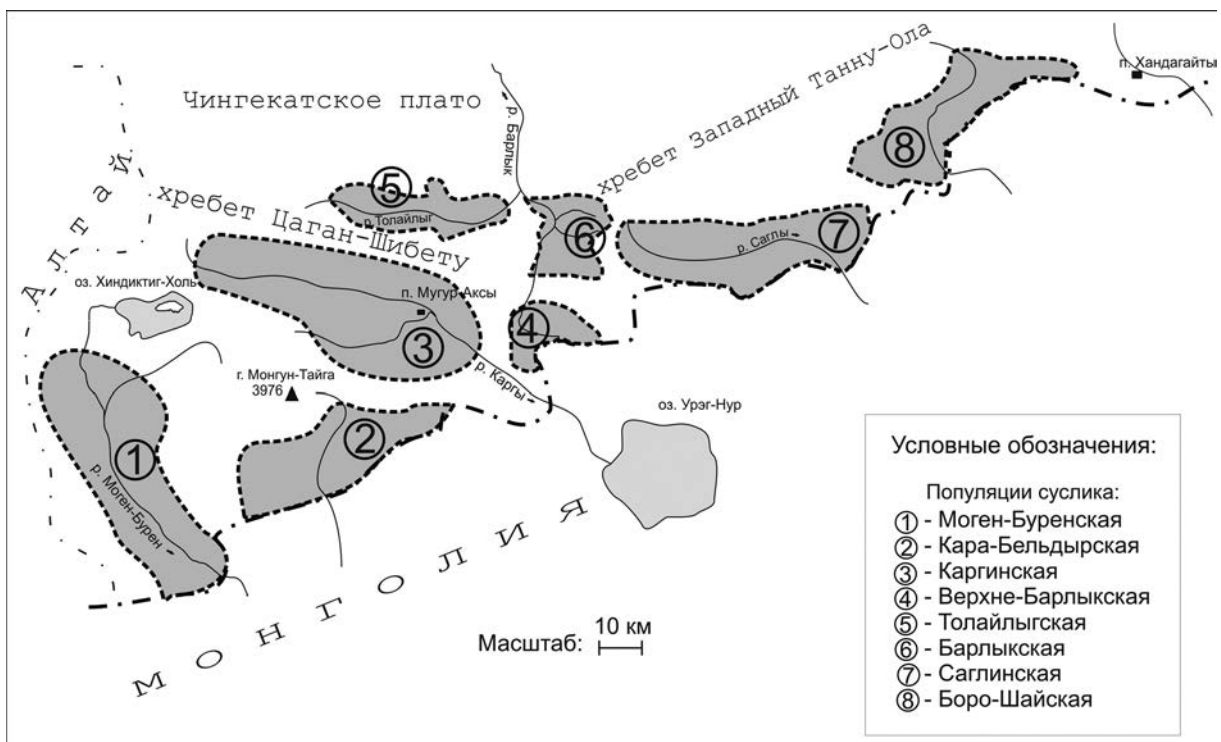 п. Хандагайты
хребет Западный Танну-Ола
Чингекатское плато
р. Барлык
8
Алтай
хребет Цаган-Шибету
5
р. Толайлыг
6
р. Саглы
7
оз. Хиндиктиг-Холь
п. Мугур-Аксы
3
4
г. Монгун-Тайга
3976
р. Каргы
оз. Урэг-Нур
1
р. Моген-Бурен
2
МОНГОЛИЯ
Масштаб: 10 км
Условные обозначения:
Популяции суслика:
1 - Моген-Буренская
2 - Кара-Бельдырская
3 - Каргинская
4 - Верхне-Барлыкская
5 - Толайлыгская
6 - Барлыкская
7 - Саглинская
8 - Боро-Шайская